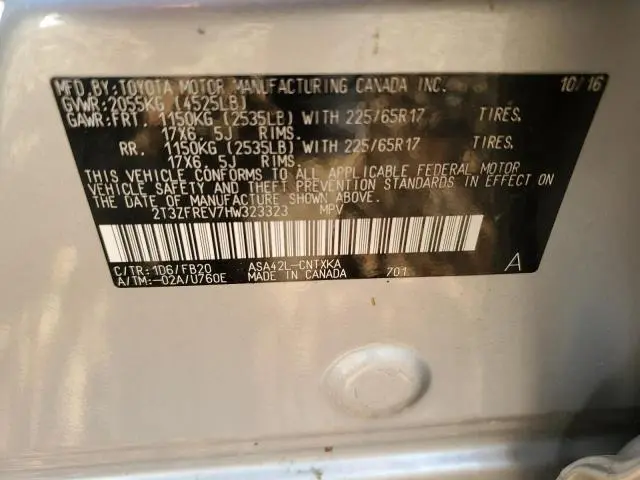 MFD.BY:TOYOTA MOTOR MANUFACTURING CANADA INC. 10/16
GVWR:2055KG (4525LB)
GAWR:FRT. 1150KG (2535LB) WITH 225/65R17 TIRES,
17X6.5J RIMS.
RR. 1150KG (2535LB) WITH 225/65R17 TIRES,
17X6.5J RIMS.
THIS VEHICLE CONFORMS TO ALL APPLICABLE FEDERAL MOTOR
VEHICLE SAFETY AND THEFT PREVENTION STANDARDS IN EFFECT ON
THE DATE OF MANUFACTURE SHOWN ABOVE.
2T3ZFREV7HW323323 MPV
C/TR:1D6/FB20 ASA42L-CNTXKA A
A/TM:-02A/U760E MADE IN CANADA 701